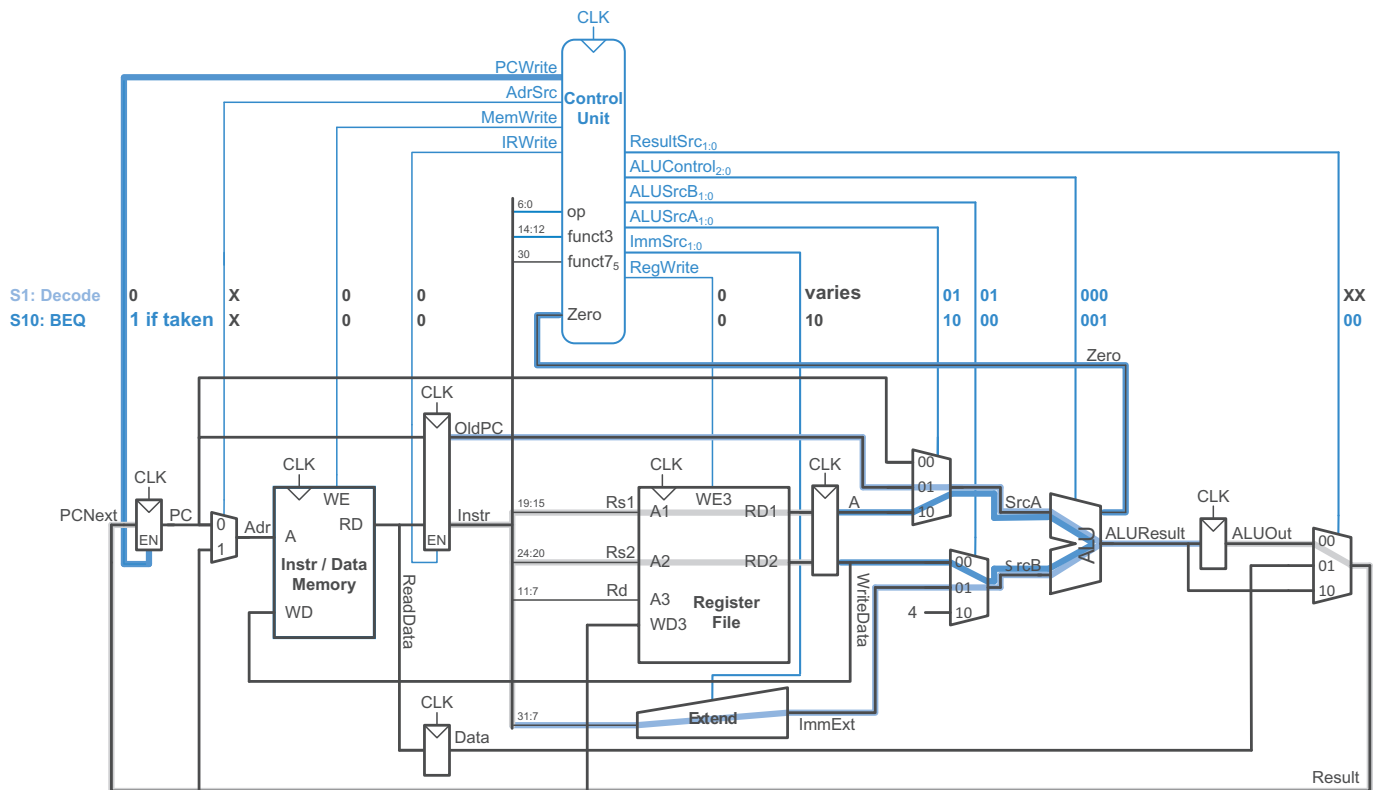 CLK
PCWrite
AdrSrc
MemWrite
IRWrite
Control
Unit
ResultSrc1:0
ALUControl2:0
ALUSrcB1:0
ALUSrcA1:0
ImmSrc1:0
RegWrite
6:0 op
14:12 funct3
30 funct75
Zero
S1: Decode 0 X 0 0 0 varies 01 01 000 XX
S10: BEQ 1 if taken X 0 0 0 10 10 00 001 00
Zero
CLK
OldPC
CLK
CLK
CLK
CLK
CLK
PCNext
EN
PC
0
1
Adr
A
WE
RD
Instr / Data
Memory
WD
ReadData
EN
Instr
19:15 Rs1
24:20 Rs2
11:7 Rd
A1
WE3
RD1
A2
RD2
A3
WD3
Register
File
A
WriteData
00
01
10
SrcA
00
01
10
4
SrcB
ALU
ALUResult
ALUOut
00
01
10
31:7
Extend
ImmExt
CLK
Data
Result